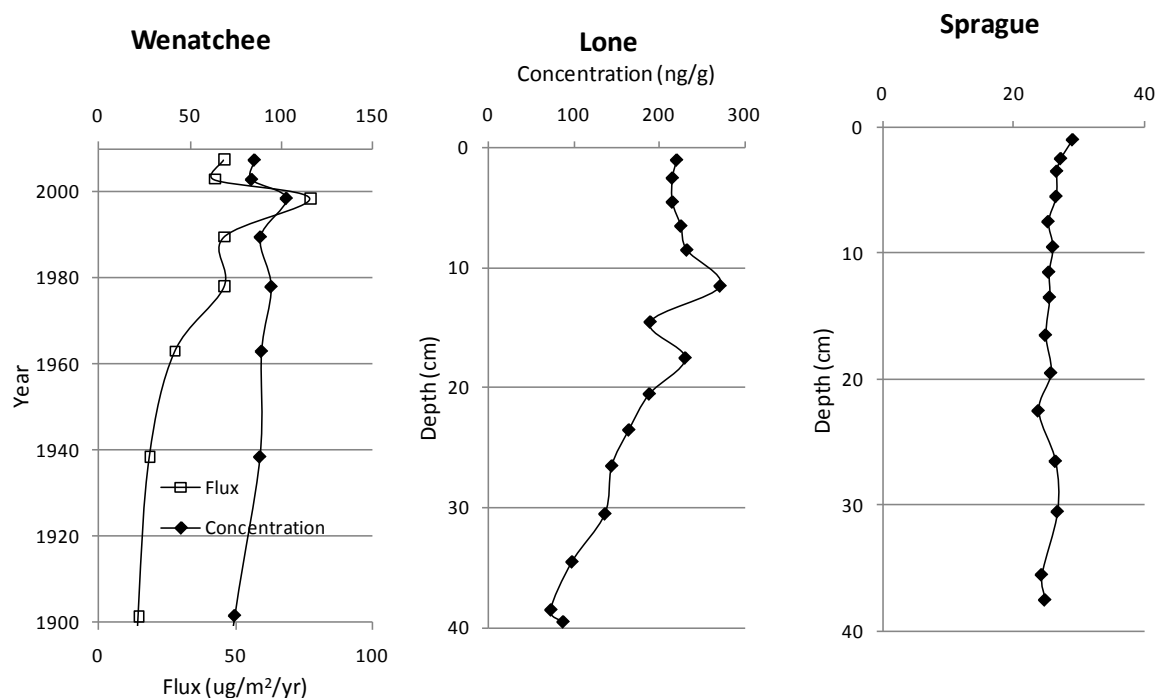 Wenatchee
0 50 100 150
2000
1980
1960
1940
1920
1900
Year
Flux
Concentration
0 50 100
Flux (ug/m²/yr)
Lone
Concentration (ng/g)
0 100 200 300
0
10
20
30
40
Depth (cm)
Sprague
0 20 40
0
10
20
30
40
Depth (cm)